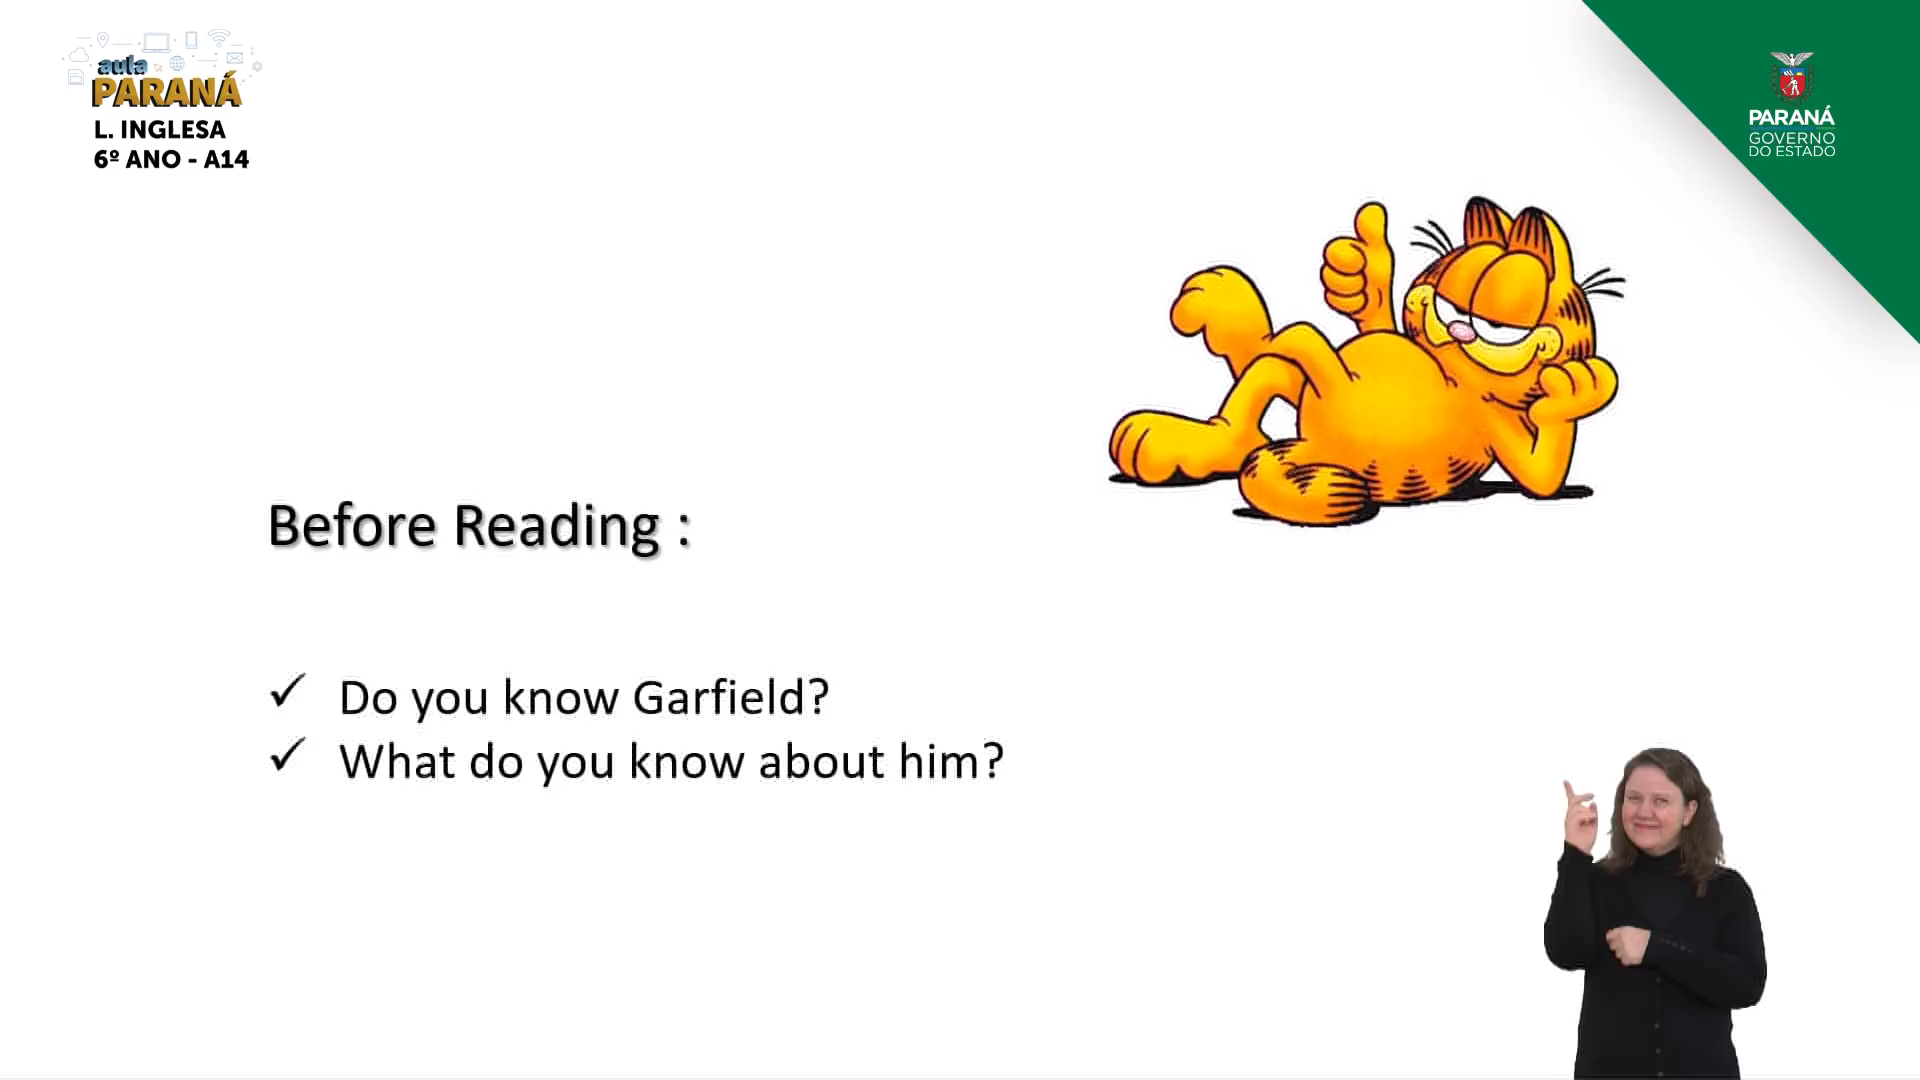 aula
PARANÁ
L. INGLESA
6º ANO - A14
PARANÁ
GOVERNO
DO ESTADO
Before Reading :
✓ Do you know Garfield?
✓ What do you know about him?